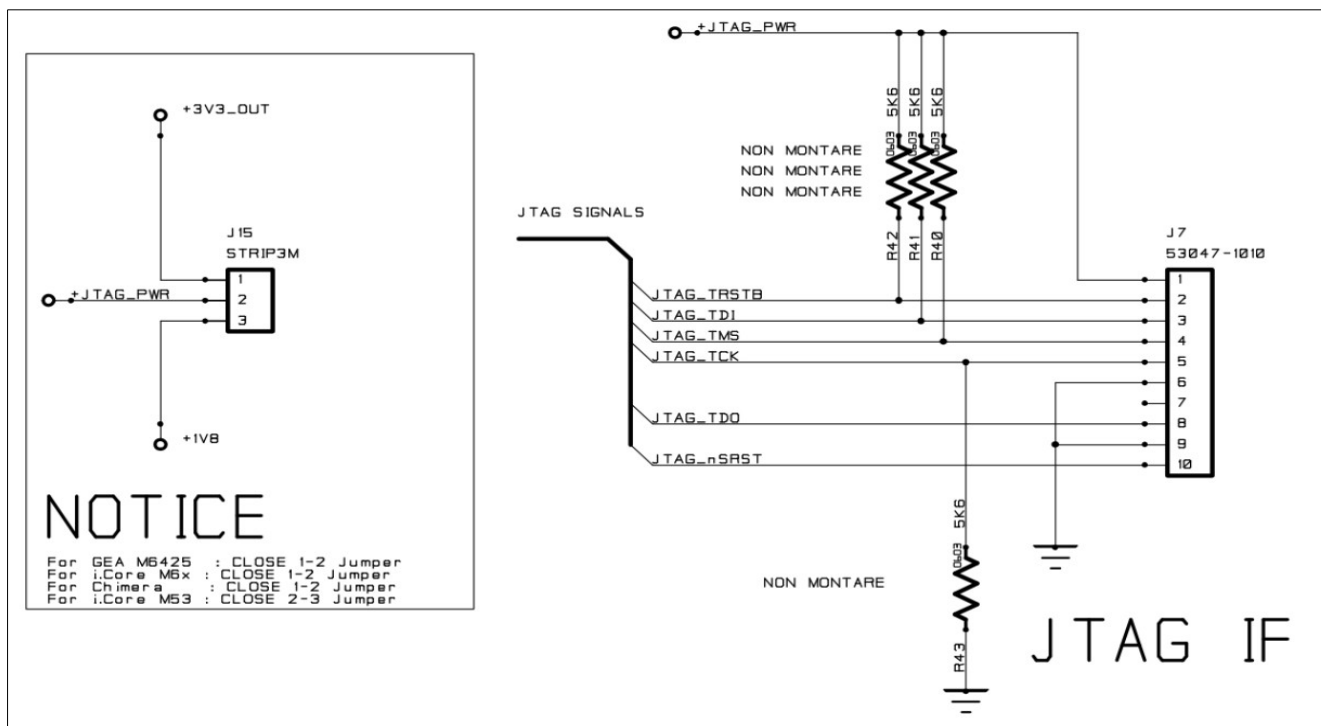 +JTAG_PWR
+3V3_OUT
J15
STRIP3M
1
+JTAG_PWR
2
3
+1V8
NOTICE
For GEA M6425 : CLOSE 1-2 Jumper
For i.Core M6x : CLOSE 1-2 Jumper
For Chimera : CLOSE 1-2 Jumper
For i.Core M53 : CLOSE 2-3 Jumper
5K6 5K6 5K6
0603 0603 0603
NON MONTARE
NON MONTARE
NON MONTARE
R42 R41 R40
JTAG SIGNALS
J7
53047-1010
1
JTAG_TRSTB
2
JTAG_TDI
3
JTAG_TMS
4
JTAG_TCK
5
6
7
JTAG_TDO
8
9
JTAG_nSRST
10
5K6
0603
NON MONTARE
R43
JTAG IF